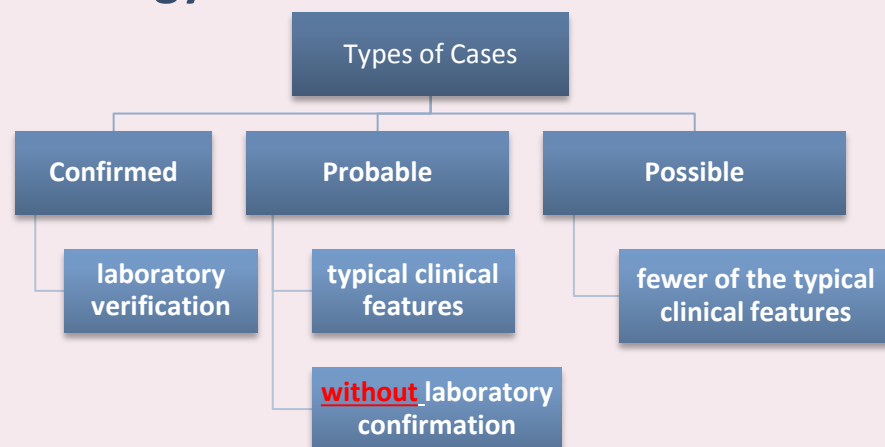 Types of Cases
Confirmed
Probable
Possible
laboratory
verification
typical clinical
features
fewer of the typical
clinical features
without laboratory
confirmation